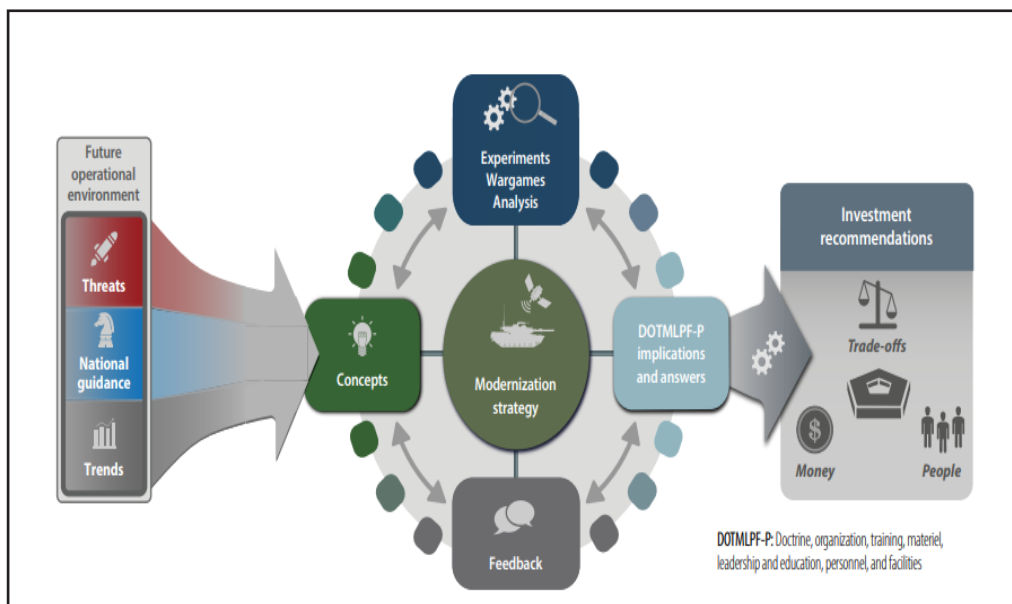 Future
operational
environment
Threats
National
guidance
Trends
Concepts
Experiments
Wargames
Analysis
Modernization
strategy
Feedback
DOTMLPF-P
implications
and answers
Investment
recommendations
Trade-offs
$
Money
People
DOTMLPF-P: Doctrine, organization, training, materiel,
leadership and education, personnel, and facilities